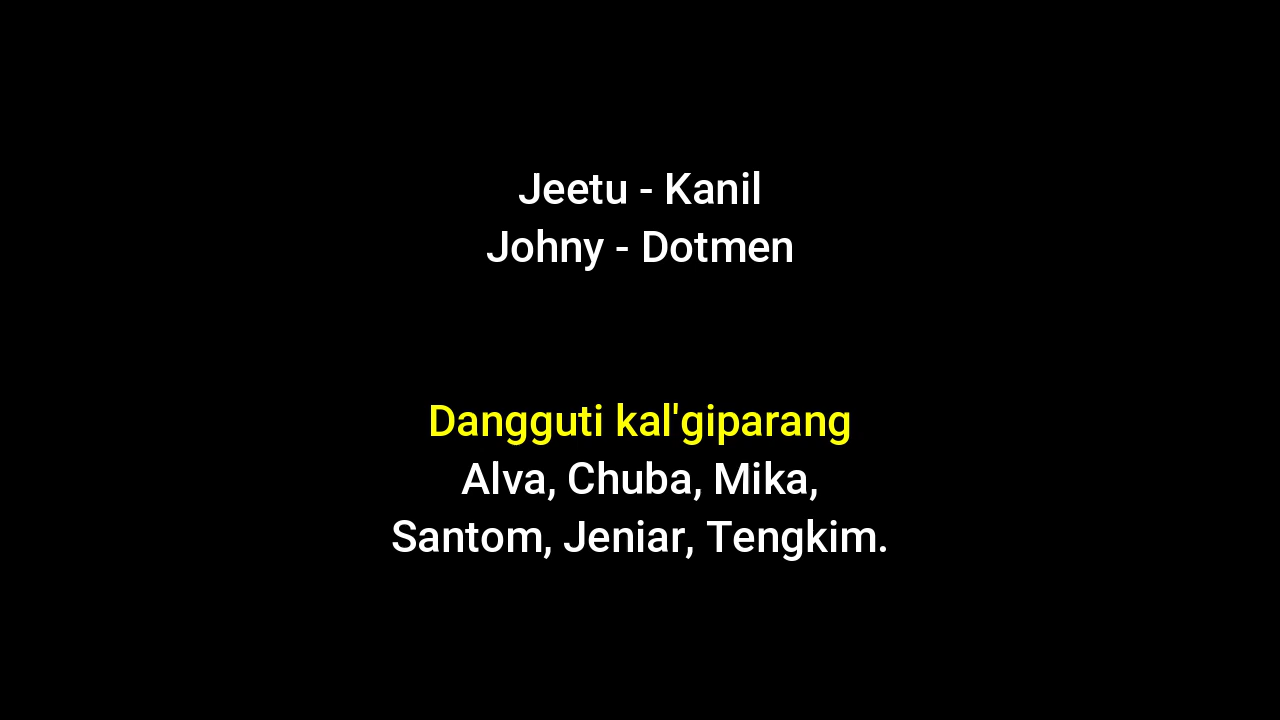 Jeetu - Kanil
Johny - Dotmen
Dangguti kal'giparang
Alva, Chuba, Mika,
Santom, Jeniar, Tengkim.